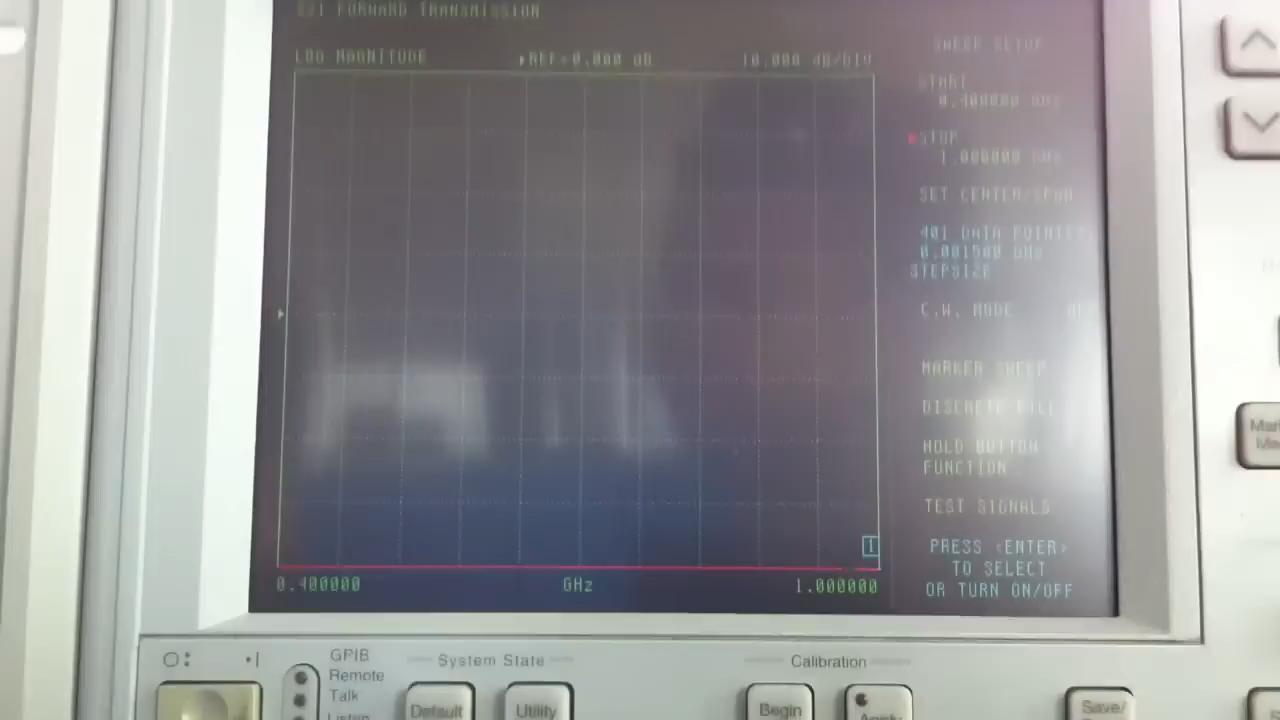 S21 FORWARD TRANSMISSION
LOG MAGNITUDE ▶REF=0.000 dB 10.000 dB/DIV
SWEEP SETUP
START
0.400000 GHz
STOP
1.000000 GHz
SET CENTER/SPAN
401 DATA POINTS
0.001500 GHz
STEPSIZE
C.W. MODE
MARKER SWEEP
DISCRETE FILL
HOLD BUTTON
FUNCTION
TEST SIGNALS
PRESS <ENTER>
TO SELECT
OR TURN ON/OFF
1
0.400000 GHz 1.000000
GPIB
Remote
Talk
Listen
System State
Default
Utility
Calibration
Begin
Apply
Save/